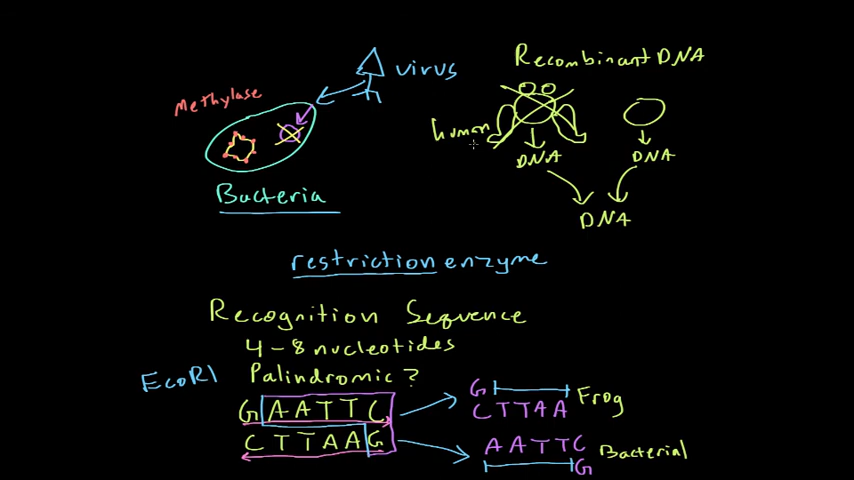 Recombinant DNA
virus
Methylase
human
DNA
DNA
Bacteria
DNA
restriction enzyme
Recognition Sequence
4-8 nucleotides
EcoR1 Palindromic?
GAATTC
CTTAAG
G
CTTAA Frog
AATTC
G Bacterial